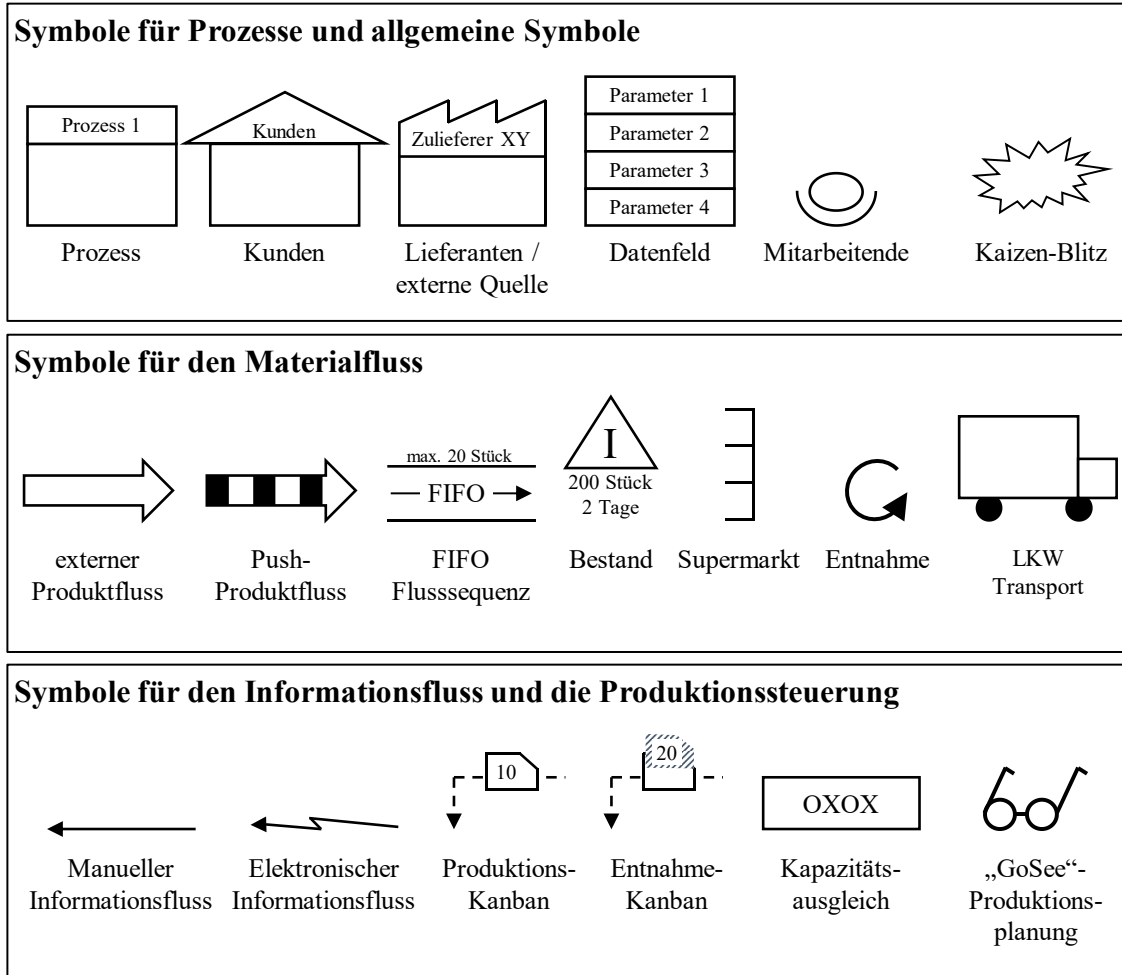 Symbole für Prozesse und allgemeine Symbole
Prozess 1
Kunden
Zulieferer XY
Parameter 1
Parameter 2
Parameter 3
Parameter 4
Prozess
Kunden
Lieferanten /
externe Quelle
Datenfeld
Mitarbeitende
Kaizen-Blitz
Symbole für den Materialfluss
max. 20 Stück
FIFO
I
200 Stück
2 Tage
externer
Produktfluss
Push-
Produktfluss
FIFO
Flusssequenz
Bestand
Supermarkt
Entnahme
LKW
Transport
Symbole für den Informationsfluss und die Produktionssteuerung
10
20
OXOX
Manueller
Informationsfluss
Elektronischer
Informationsfluss
Produktions-
Kanban
Entnahme-
Kanban
Kapazitäts-
ausgleich
„GoSee“-
Produktions-
planung